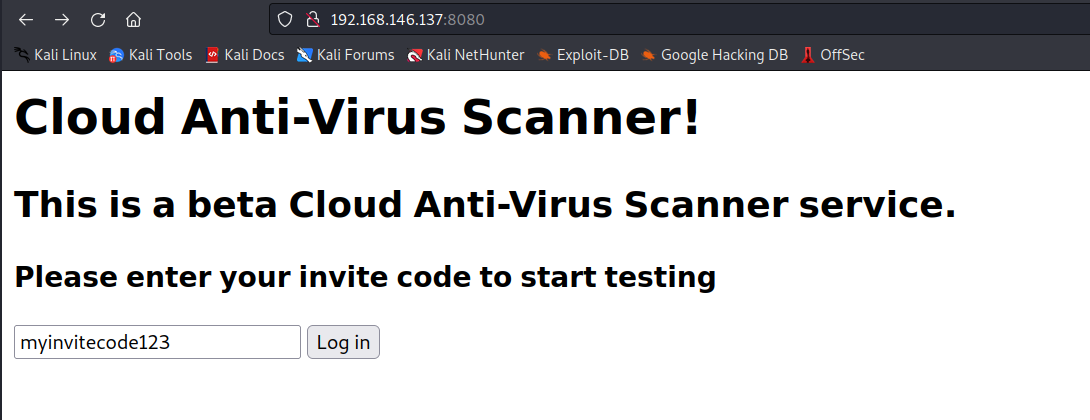 192.168.146.137:8080
Kali Linux Kali Tools Kali Docs Kali Forums Kali NetHunter Exploit-DB Google Hacking DB OffSec
Cloud Anti-Virus Scanner!
This is a beta Cloud Anti-Virus Scanner service.
Please enter your invite code to start testing
myinvitecode123 Log in